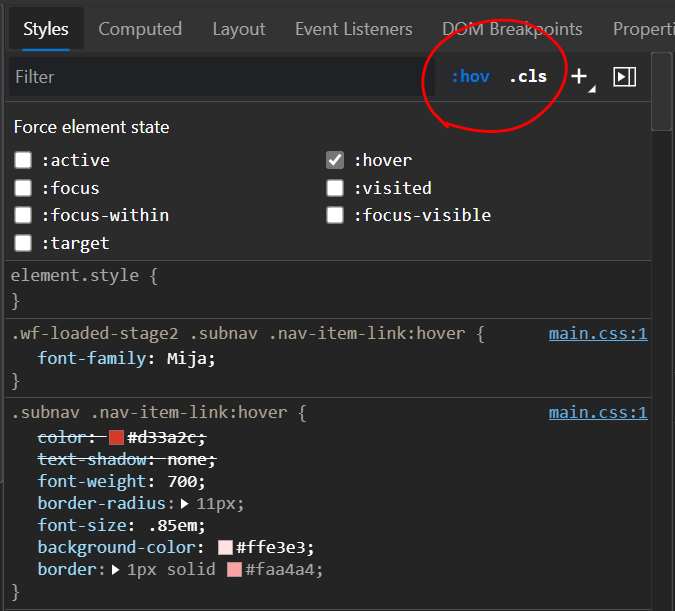 Styles Computed Layout Event Listeners DOM Breakpoints Properti
Filter :hov .cls +
Force element state
:active :hover
:focus :visited
:focus-within :focus-visible
:target
element.style {
}
.wf-loaded-stage2 .subnav .nav-item-link:hover { main.css:1
font-family: Mija;
}
.subnav .nav-item-link:hover { main.css:1
color: #d33a2c;
text-shadow: none;
font-weight: 700;
border-radius: 11px;
font-size: .85em;
background-color: #ffe3e3;
border: 1px solid #faa4a4;
}